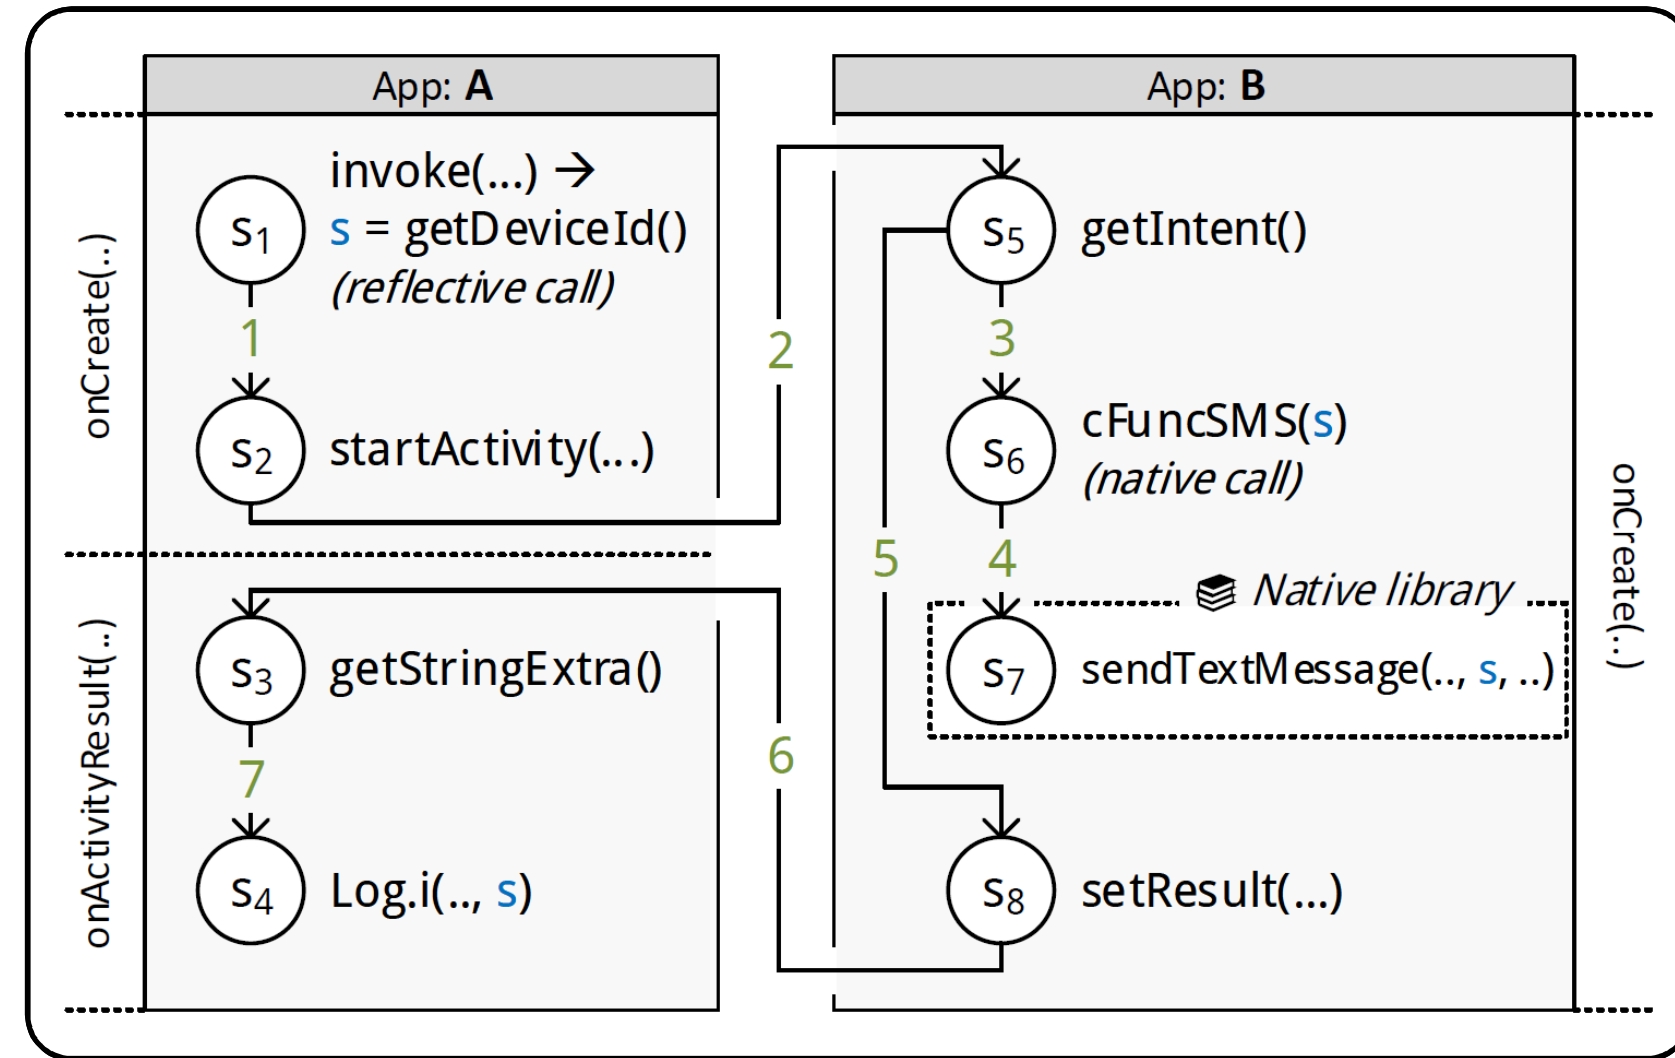 App: A
onCreate(..)
s1
invoke(...) →
s = getDeviceId()
(reflective call)
1
s2
startActivity(...)
2
onActivityResult(..)
s3
getStringExtra()
7
s4
Log.i(.., s)
6
App: B
onCreate(..)
s5
getIntent()
3
s6
cFuncSMS(s)
(native call)
5
4
Native library
s7
sendTextMessage(.., s, ..)
s8
setResult(...)